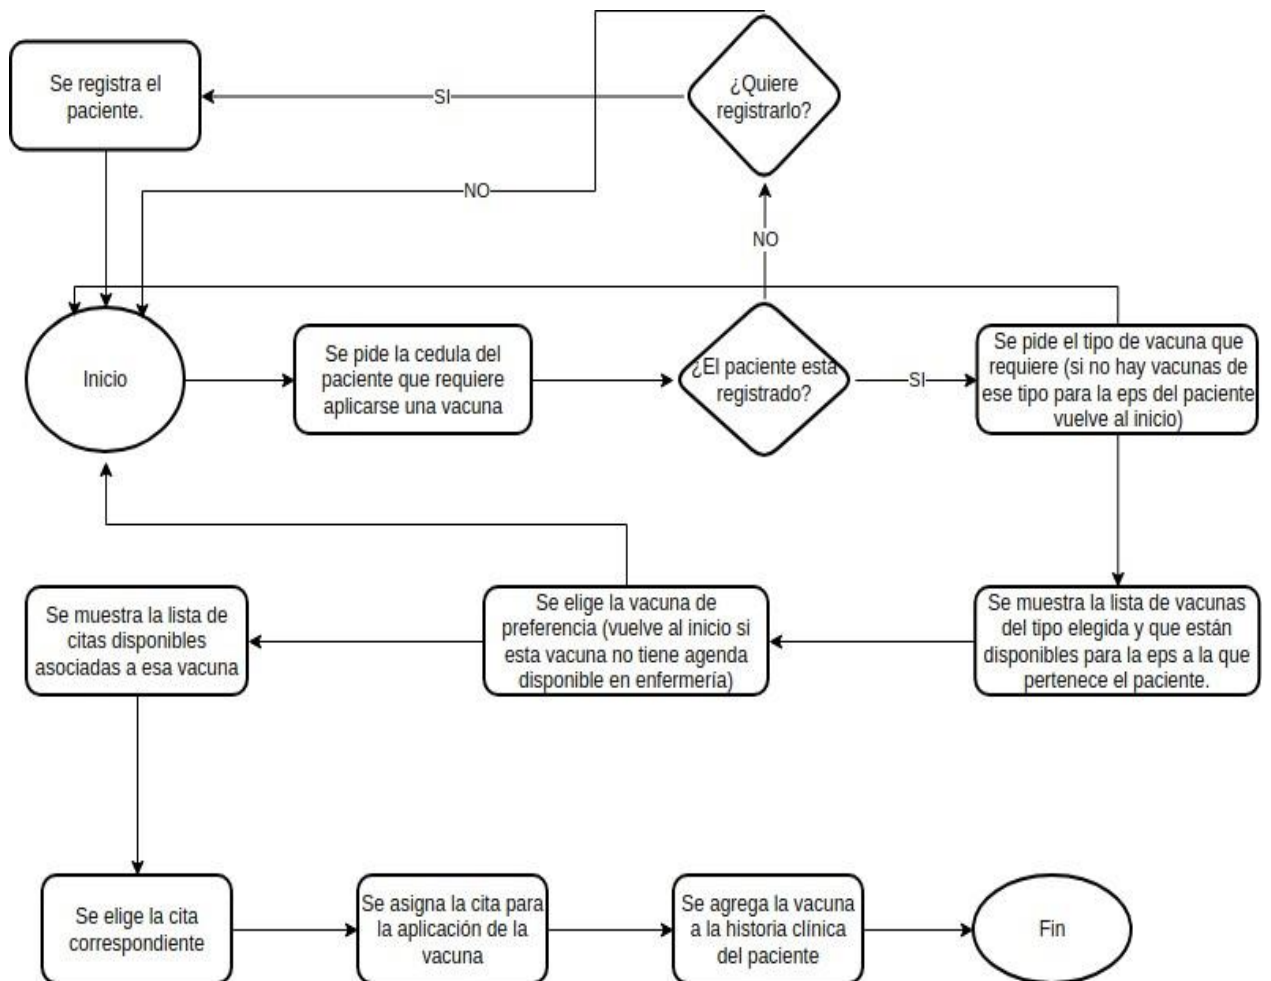 Se registra el
paciente.
¿Quiere
registrarlo?
SI
NO
NO
Inicio
Se pide la cedula del
paciente que requiere
aplicarse una vacuna
¿El paciente está
registrado?
SI
Se pide el tipo de vacuna que
requiere (si no hay vacunas de
ese tipo para la eps del paciente
vuelve al inicio)
Se muestra la lista de
citas disponibles
asociadas a esa vacuna
Se elige la vacuna de
preferencia (vuelve al inicio si
esta vacuna no tiene agenda
disponible en enfermería)
Se muestra la lista de vacunas
del tipo elegida y que están
disponibles para la eps a la que
pertenece el paciente.
Se elige la cita
correspondiente
Se asigna la cita para
la aplicación de la
vacuna
Se agrega la vacuna
a la historia clínica
del paciente
Fin